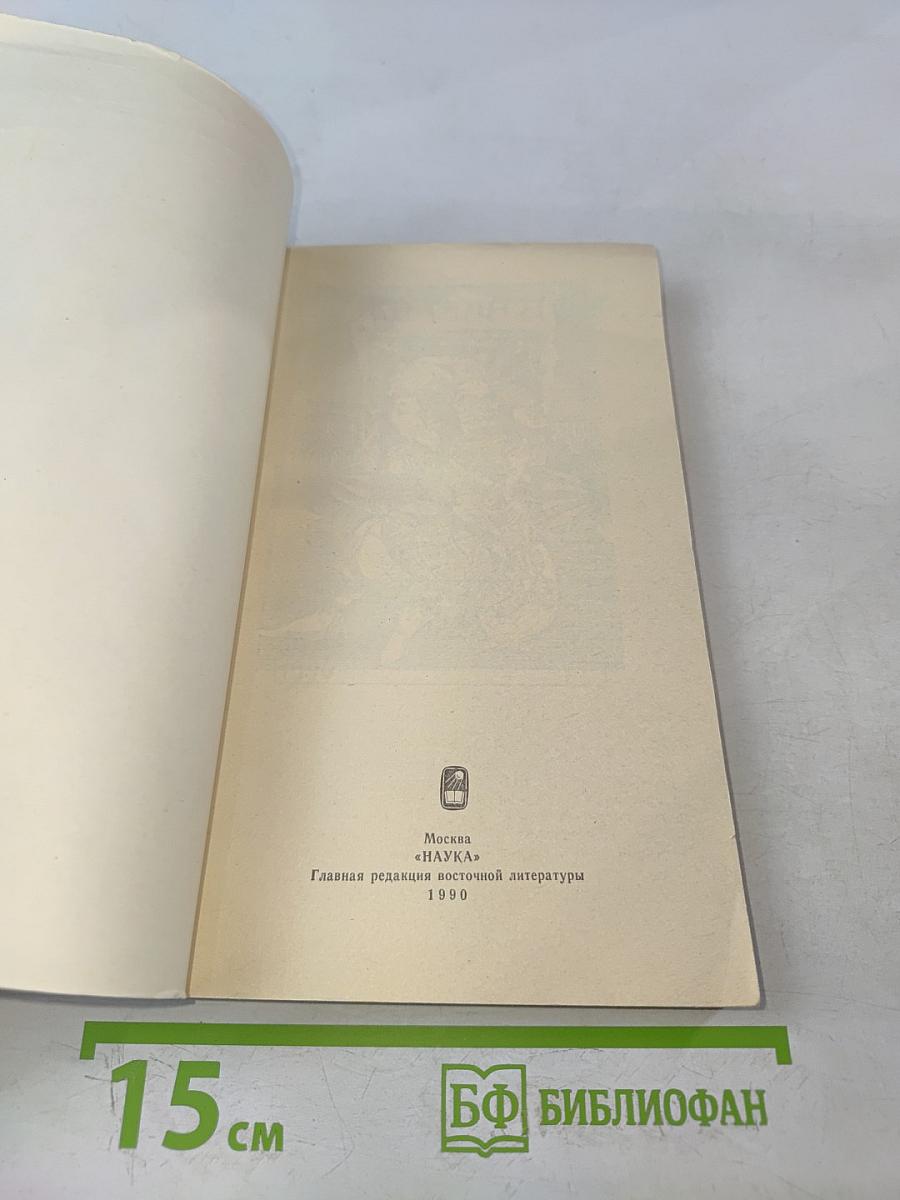 Москва
«НАУКА»
Главная редакция восточной литературы
1990
15 см
БФ БИБЛИОФАН